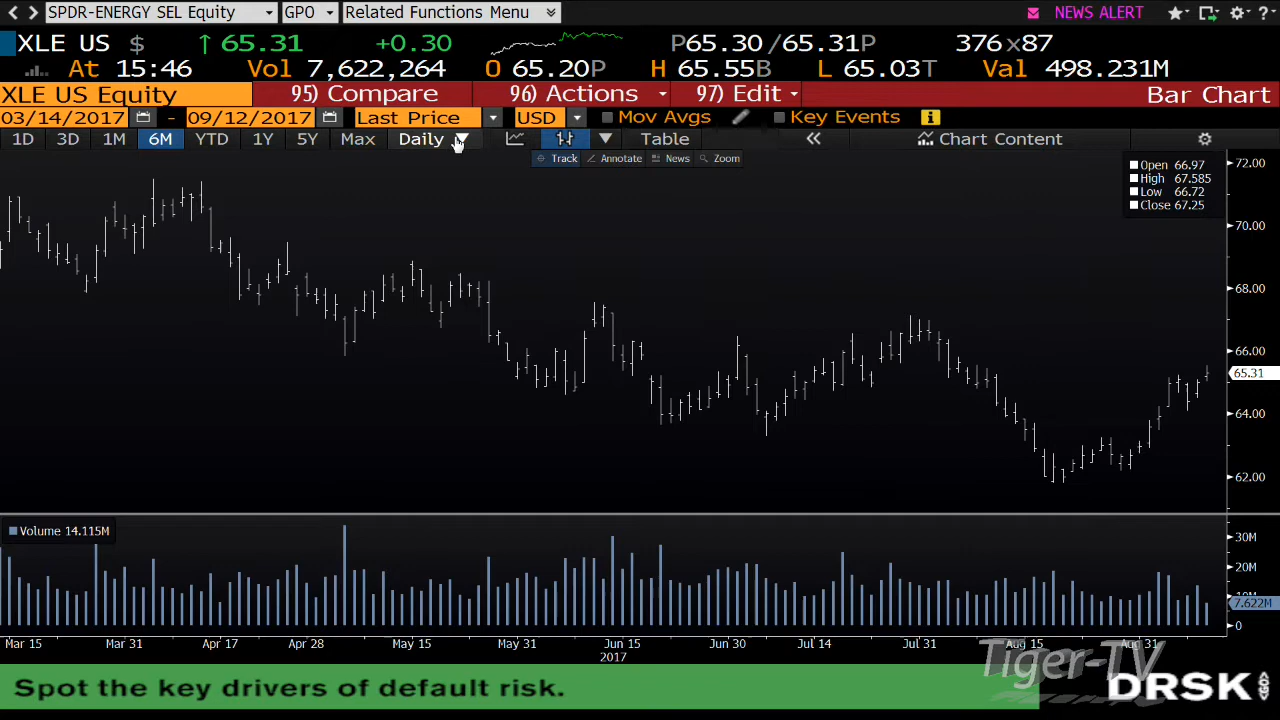 SPDR-ENERGY SEL Equity GPO Related Functions Menu NEWS ALERT ?
XLE US $ ↑ 65.31 +0.30 P65.30 /65.31P 376x87
At 15:46 Vol 7,622,264 O 65.20P H 65.55B L 65.03T Val 498.231M
XLE US Equity 95) Compare 96) Actions 97) Edit Bar Chart
03/14/2017 - 09/12/2017 Last Price USD Mov Avgs Key Events i
1D 3D 1M 6M YTD 1Y 5Y Max Daily Table « Chart Content
Track Annotate News Zoom
Open 66.97
High 67.585
Low 66.72
Close 67.25
72.00
70.00
68.00
66.00
65.31
64.00
62.00
Volume 14.115M
30M
20M
10M
7.622M
0
Mar 15 Mar 31 Apr 17 Apr 28 May 15 May 31 Jun 15 Jun 30 Jul 14 Jul 31 Aug 15 Aug 31
2017
Tiger-TV
Spot the key drivers of default risk.
DRSK <GO>